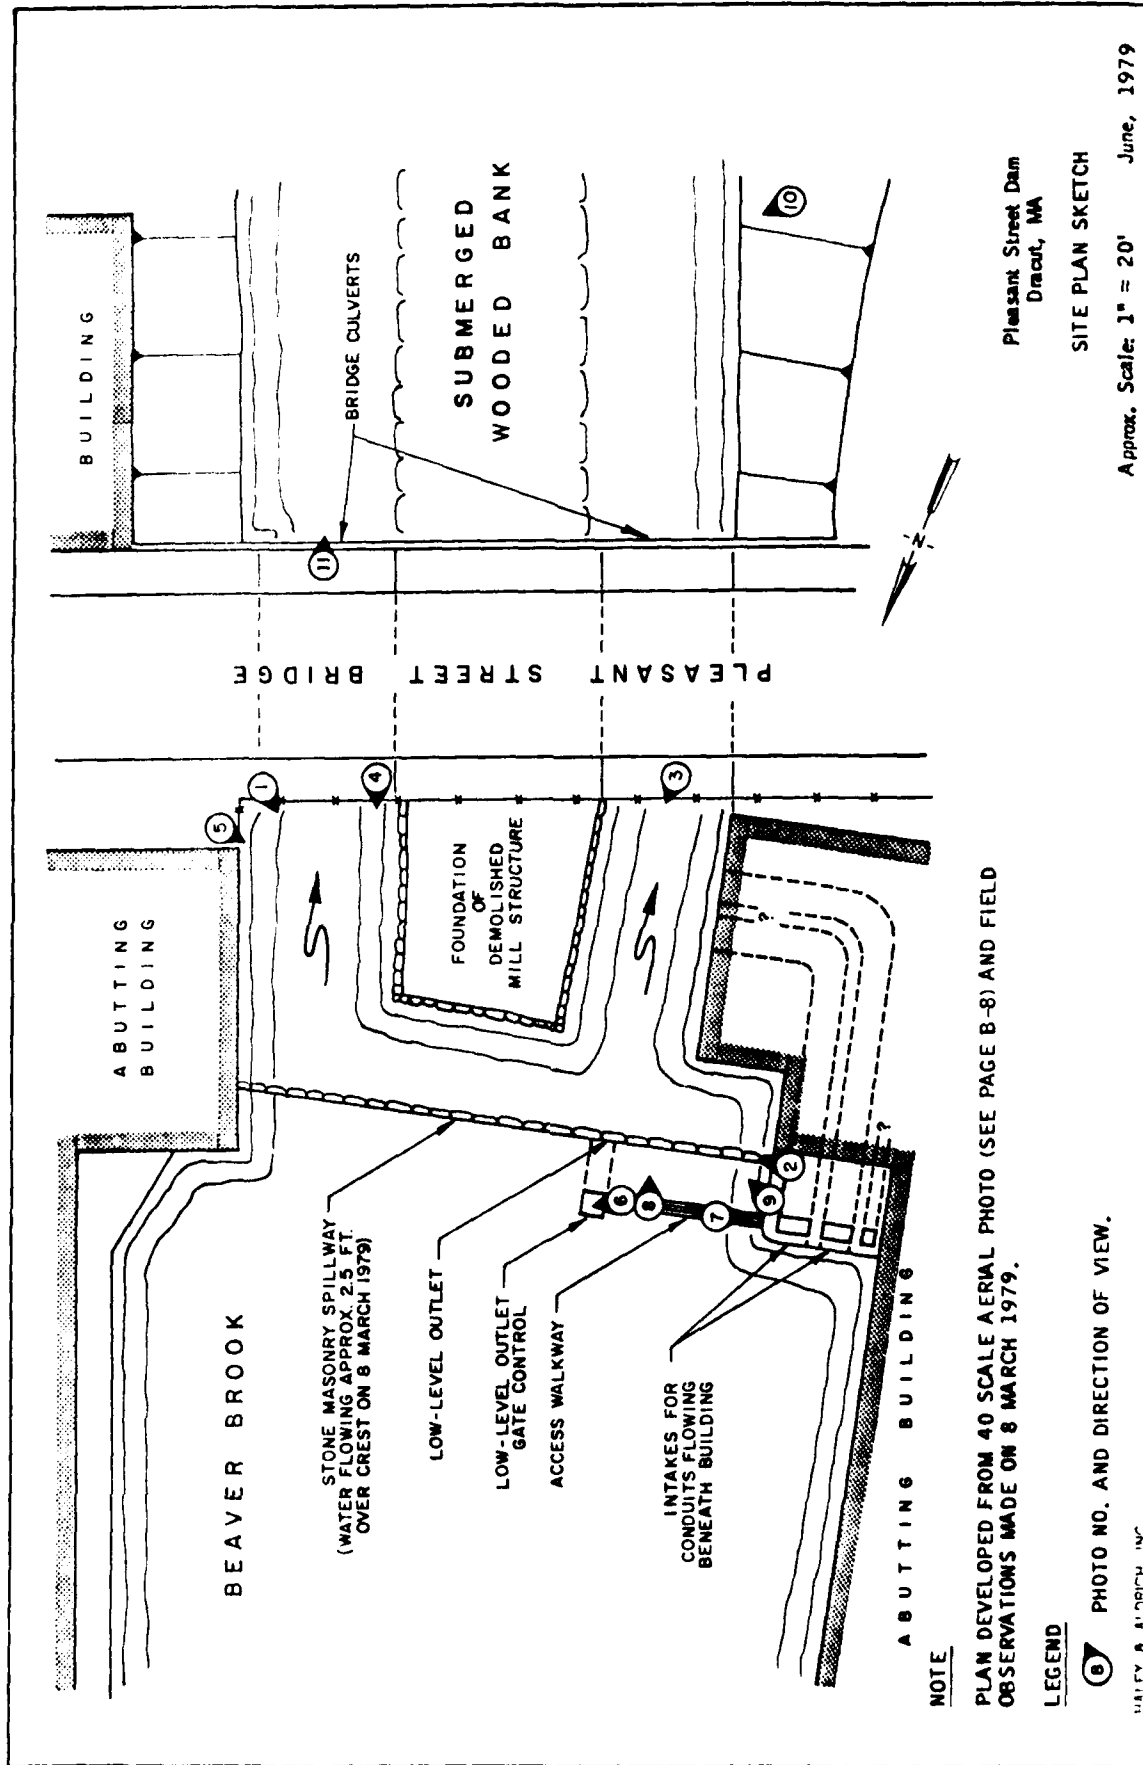 BUILDING
BRIDGE CULVERTS
SUBMERGED
WOODED BANK
10
11
PLEASANT STREET BRIDGE
N
1
4
3
5
ABUTTING
BUILDING
FOUNDATION
OF
DEMOLISHED
MILL STRUCTURE
?
?
2
6
8
7
9
BEAVER BROOK
STONE MASONRY SPILLWAY
(WATER FLOWING APPROX. 2.5 FT.
OVER CREST ON 8 MARCH 1979)
LOW-LEVEL OUTLET
LOW-LEVEL OUTLET
GATE CONTROL
ACCESS WALKWAY
INTAKES FOR
CONDUITS FLOWING
BENEATH BUILDING
ABUTTING BUILDING
NOTE
PLAN DEVELOPED FROM 40 SCALE AERIAL PHOTO (SEE PAGE B-8) AND FIELD
OBSERVATIONS MADE ON 8 MARCH 1979.
LEGEND
8 PHOTO NO. AND DIRECTION OF VIEW.
HALEY & ALDRICH, INC.
Pleasant Street Dam
Dracut, MA
SITE PLAN SKETCH
Approx. Scale: 1" = 20' June, 1979